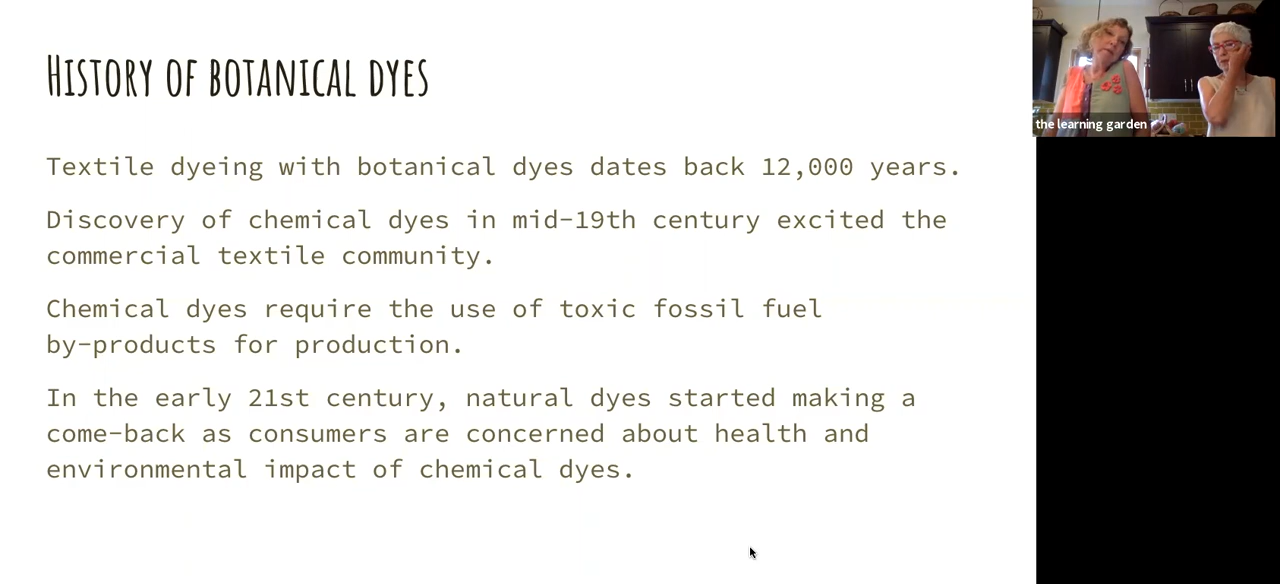 HISTORY OF BOTANICAL DYES
Textile dyeing with botanical dyes dates back 12,000 years.
Discovery of chemical dyes in mid-19th century excited the
commercial textile community.
Chemical dyes require the use of toxic fossil fuel
by-products for production.
In the early 21st century, natural dyes started making a
come-back as consumers are concerned about health and
environmental impact of chemical dyes.
the learning garden